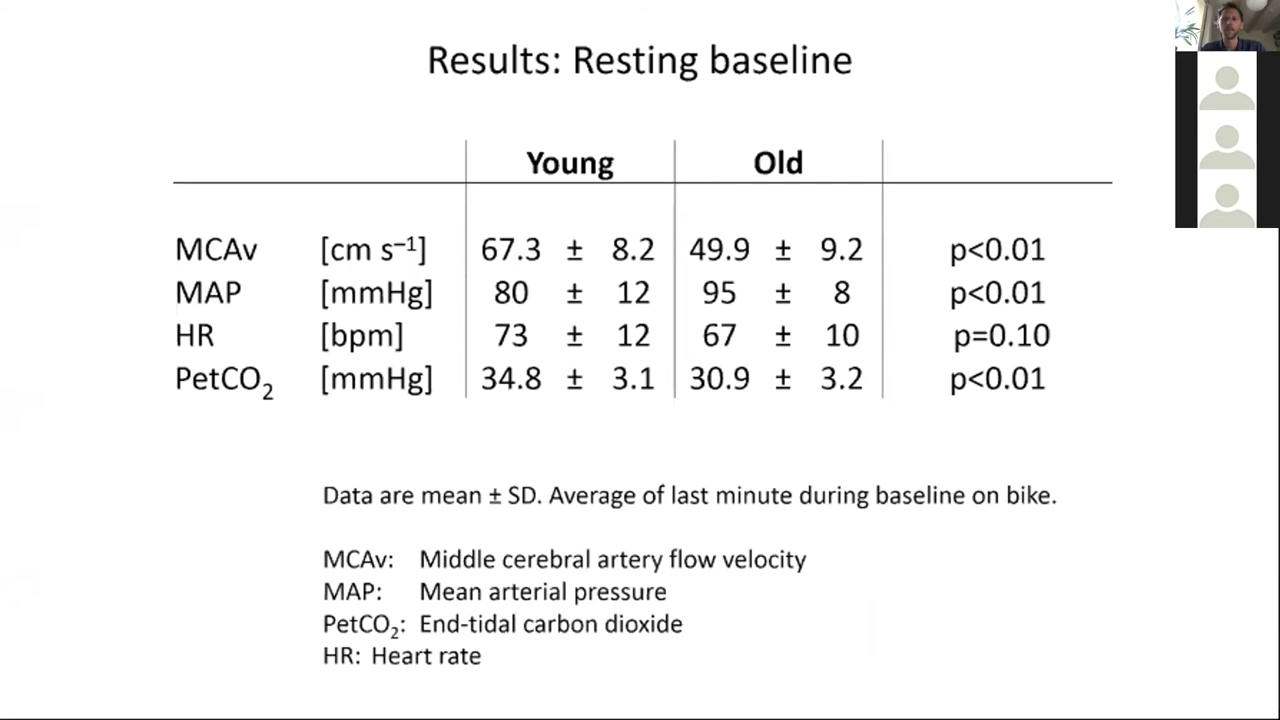 Results: Resting baseline
Young Old
MCAv [cm s⁻¹] 67.3 ± 8.2 49.9 ± 9.2 p<0.01
MAP [mmHg] 80 ± 12 95 ± 8 p<0.01
HR [bpm] 73 ± 12 67 ± 10 p=0.10
PetCO₂ [mmHg] 34.8 ± 3.1 30.9 ± 3.2 p<0.01
Data are mean ± SD. Average of last minute during baseline on bike.
MCAv: Middle cerebral artery flow velocity
MAP: Mean arterial pressure
PetCO₂: End-tidal carbon dioxide
HR: Heart rate